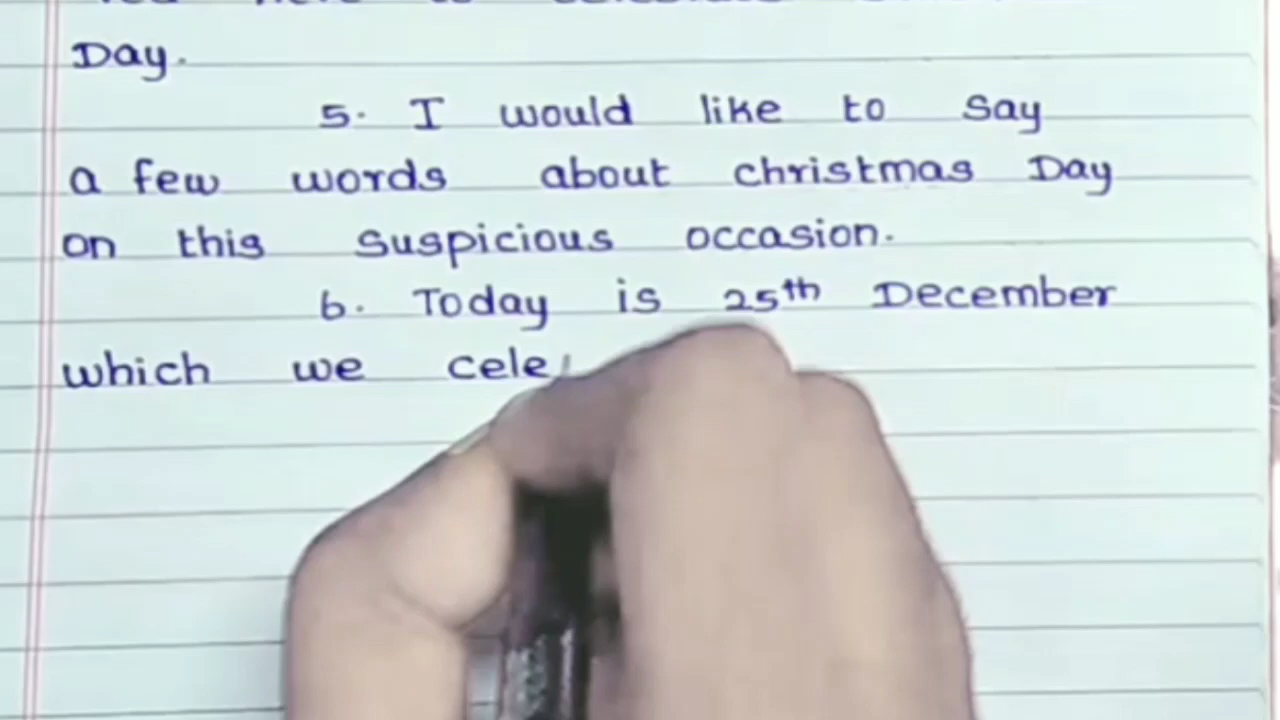 Day.
5. I would like to Say
a few words about christmas Day
on this Suspicious occasion.
6. Today is 25th December
which we cele